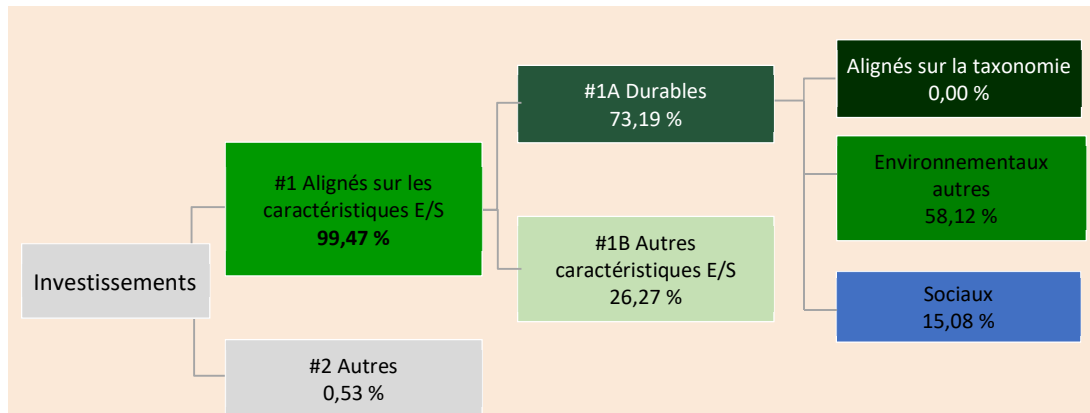 Investissements
#1 Alignés sur les
caractéristiques E/S
99,47 %
#2 Autres
0,53 %
#1A Durables
73,19 %
#1B Autres
caractéristiques E/S
26,27 %
Alignés sur la taxonomie
0,00 %
Environnementaux
autres
58,12 %
Sociaux
15,08 %